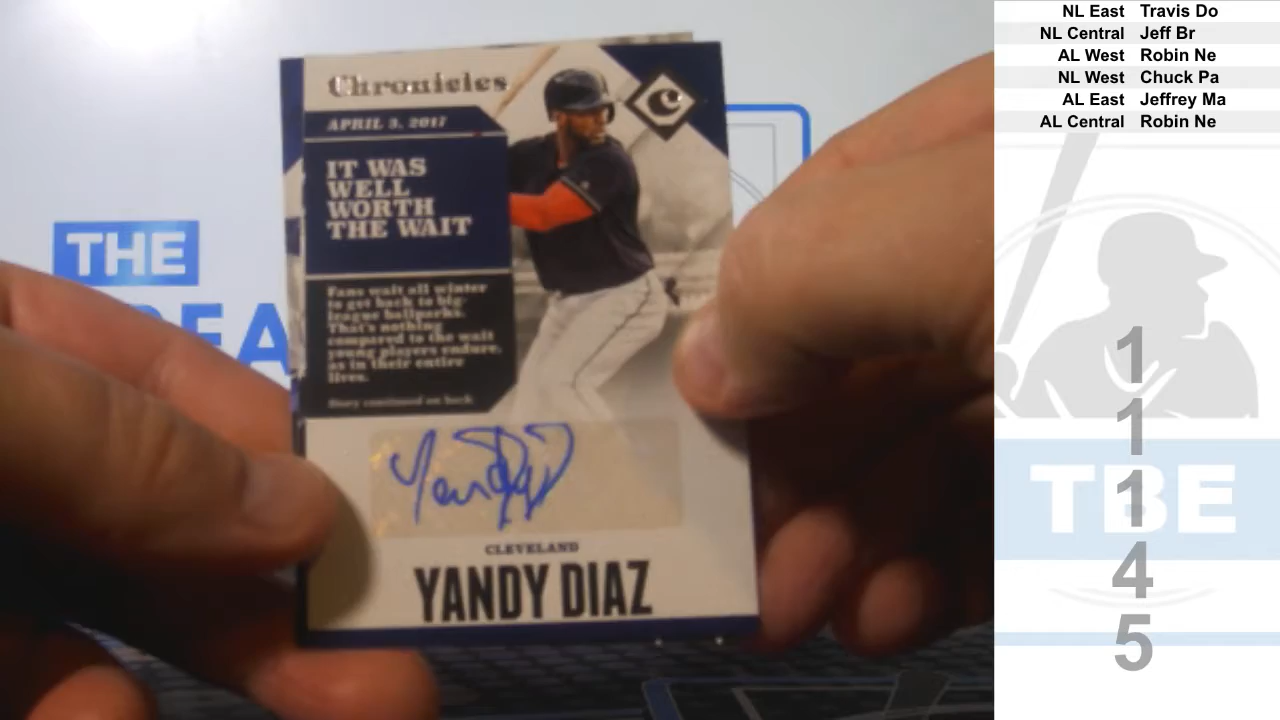 Chronicles
C
APRIL 3, 2017
IT WAS
WELL
WORTH
THE WAIT
Fans wait all winter
to get back to big-
league ballparks.
That's nothing
compared to the wait
young players endure,
as in their entire
lives.
Story continued on back
CLEVELAND
YANDY DIAZ
THE
REA
NL East Travis Do
NL Central Jeff Br
AL West Robin Ne
NL West Chuck Pa
AL East Jeffrey Ma
AL Central Robin Ne
TBE
1
1
1
4
5